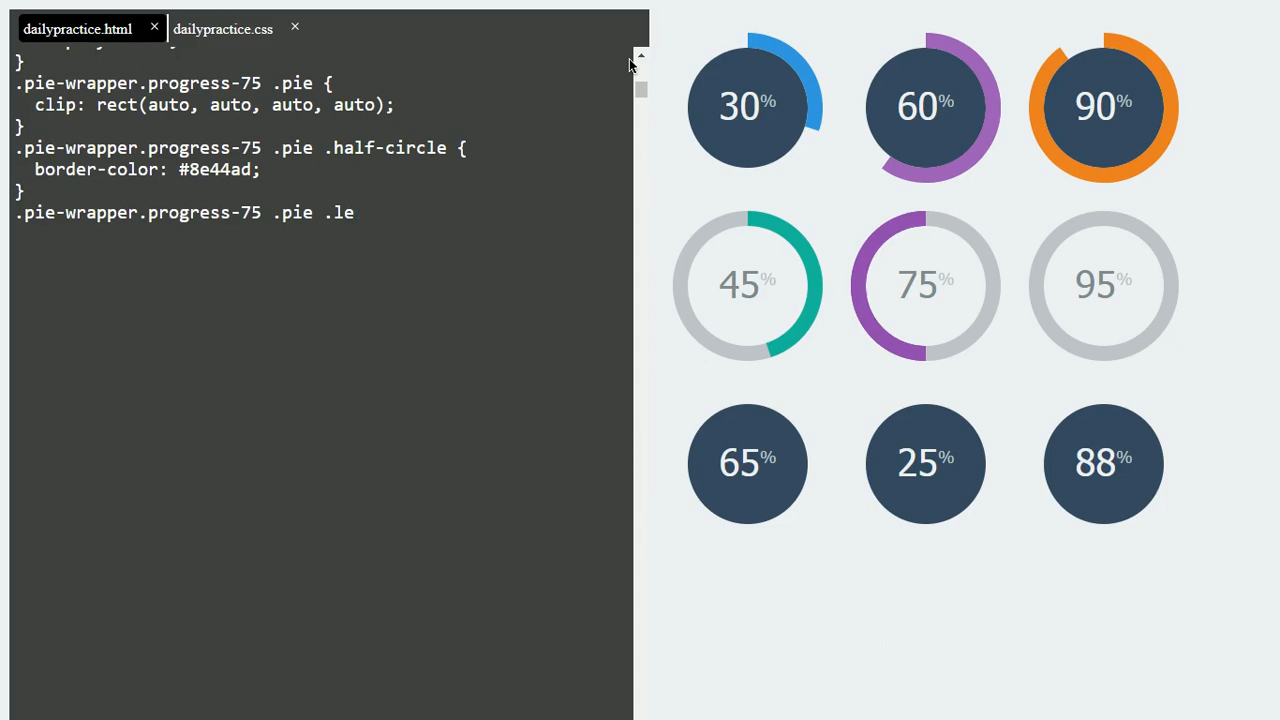 dailypractice.html × dailypractice.css ×
}
.pie-wrapper.progress-75 .pie {
  clip: rect(auto, auto, auto, auto);
}
.pie-wrapper.progress-75 .pie .half-circle {
  border-color: #8e44ad;
}
.pie-wrapper.progress-75 .pie .le
30% 60% 90%
45% 75% 95%
65% 25% 88%